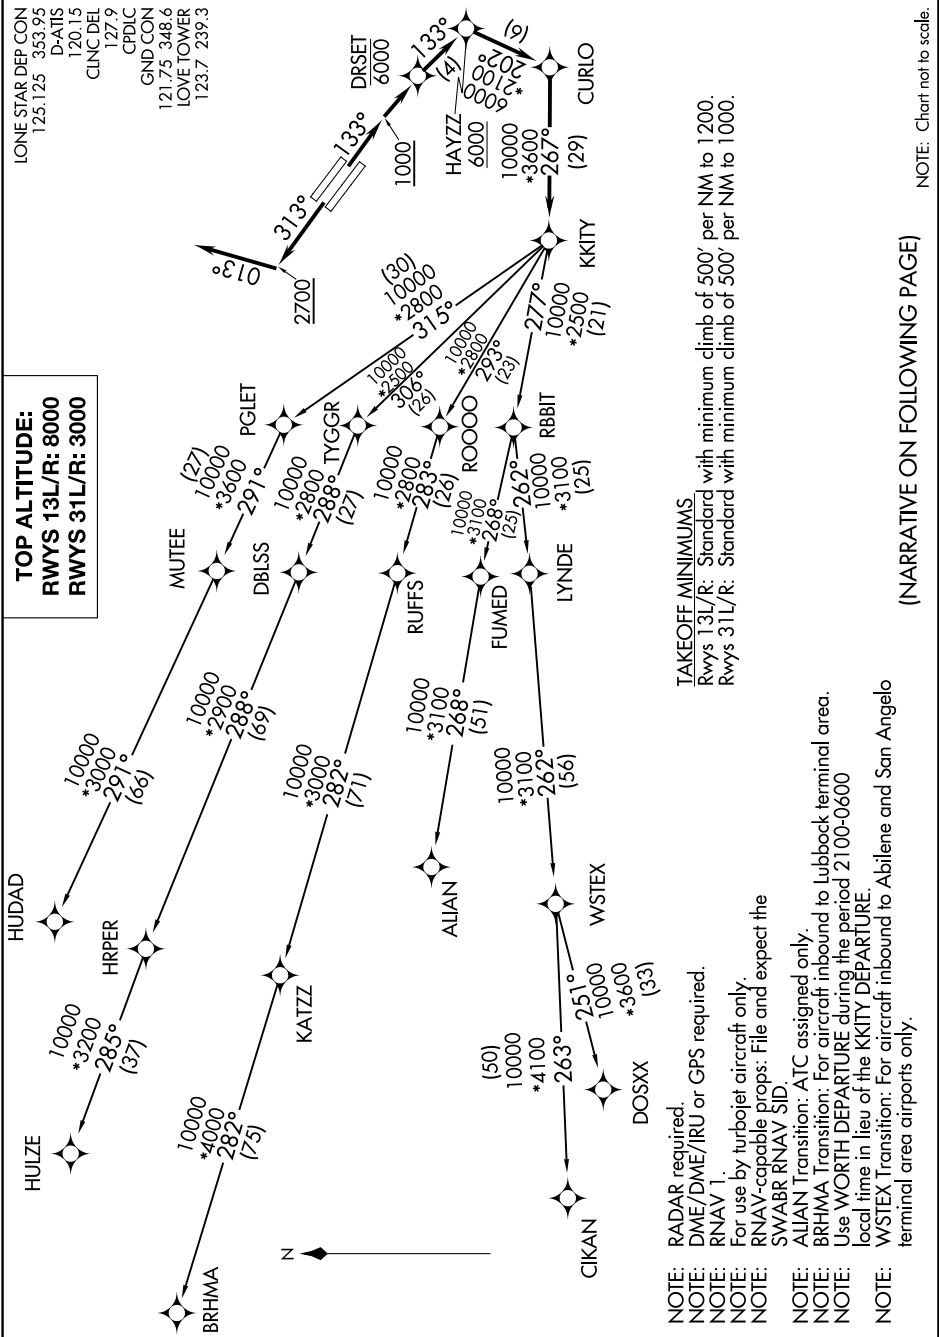 LONE STAR DEP CON
125.125 353.95
D-ATIS
120.15
CLNC DEL
127.9
CPDLC
GND CON
121.75 348.6
LOVE TOWER
123.7 239.3
TOP ALTITUDE:
RWYS 13L/R: 8000
RWYS 31L/R: 3000
013°
2700
313°
133°
1000
DRSET
6000
133°
(4)
HAYZZ
6000
6000
*2100
202°
(9)
CURLO
10000
*3600
267°
(29)
KKITY
(30)
10000
*2800
315°
PGLET
10000
*2500
306°
(26)
TYGGR
10000
*2800
293°
(23)
ROOOO
277°
10000
*2500
(21)
RBBIT
(27)
10000
*3600
291°
MUTEE
10000
*2800
288°
(27)
DBLSS
10000
*2800
283°
(26)
RUFFS
10000
*3100
268°
(25)
FUMED
262°
10000
*3100
(25)
LYNDE
10000
*3000
291°
(66)
HUDAD
10000
*2900
288°
(69)
HRPER
10000
*3200
285°
(37)
HULZE
10000
*3000
282°
(71)
KATZZ
10000
*4000
282°
(75)
BRHMA
10000
*3100
268°
(51)
ALIAN
10000
*3100
262°
(56)
WSTEX
(50)
10000
*4100
263°
CIKAN
251°
10000
*3600
(33)
DOSXX
N
TAKEOFF MINIMUMS
Rwys 13L/R: Standard with minimum climb of 500' per NM to 1200.
Rwys 31L/R: Standard with minimum climb of 500' per NM to 1000.
NOTE: RADAR required.
NOTE: DME/DME/IRU or GPS required.
NOTE: RNAV 1.
NOTE: For use by turbojet aircraft only.
NOTE: RNAV-capable props: File and expect the
SWABR RNAV SID.
NOTE: ALIAN Transition: ATC assigned only.
NOTE: BRHMA Transition: For aircraft inbound to Lubbock terminal area.
NOTE: Use WORTH DEPARTURE during the period 2100-0600
local time in lieu of the KKITY DEPARTURE.
NOTE: WSTEX Transition: For aircraft inbound to Abilene and San Angelo
terminal area airports only.
(NARRATIVE ON FOLLOWING PAGE)
NOTE: Chart not to scale.